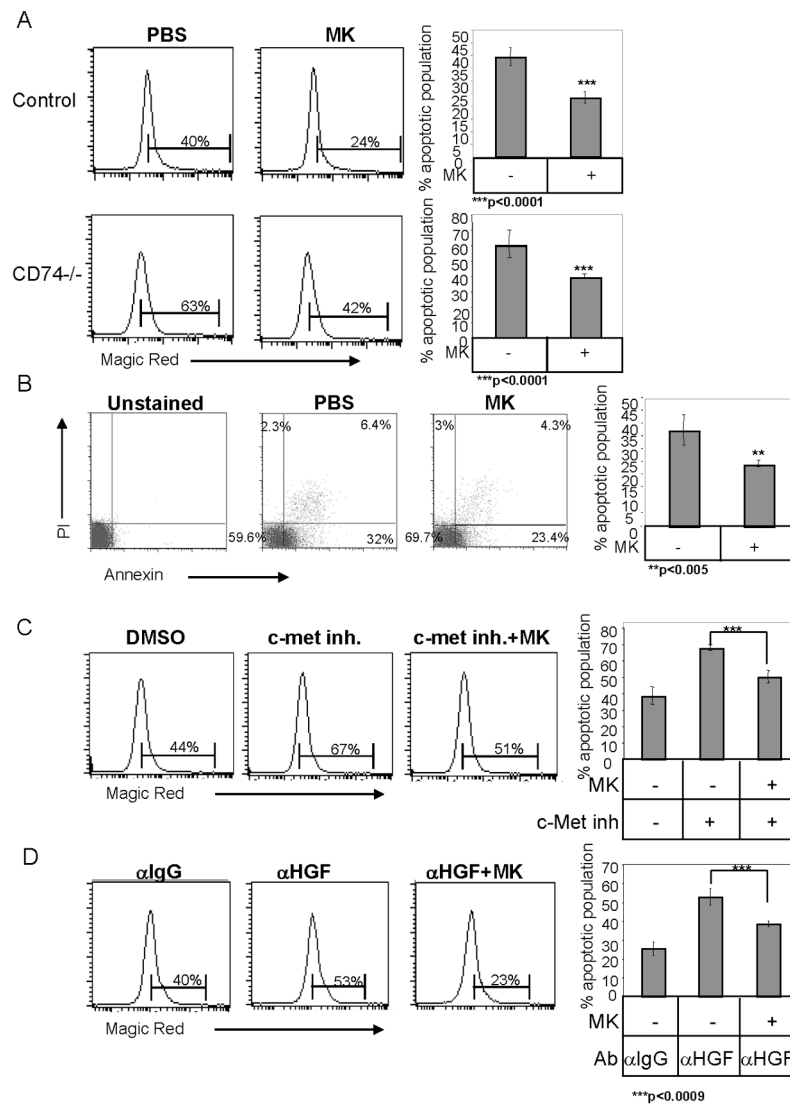 A
PBS
MK
Control
40%
24%
% apoptotic population
50
45
40
35
30
25
20
15
10
5
0
***
MK - +
***p<0.0001
CD74-/-
63%
42%
Magic Red
% apoptotic population
80
70
60
50
40
30
20
10
0
***
MK - +
***p<0.0001
B
Unstained
PBS
MK
PI
2.3%
6.4%
3%
4.3%
59.6%
32%
69.7%
23.4%
Annexin
% apoptotic population
50
45
40
35
30
25
20
15
10
5
0
**
MK - +
**p<0.005
C
DMSO
c-met inh.
c-met inh.+MK
44%
67%
51%
Magic Red
% apoptotic population
80
70
60
50
40
30
20
10
0
***
MK - - +
c-Met inh - + +
D
αIgG
αHGF
αHGF+MK
40%
53%
23%
Magic Red
% apoptotic population
70
60
50
40
30
20
10
0
***
MK - - +
Ab αIgG αHGF αHGF
***p<0.0009